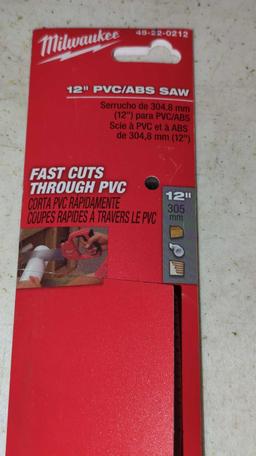 48-22-0212
Milwaukee
12" PVC/ABS SAW
Serrucho de 304,8 mm
(12") para PVC/ABS
Scie à PVC et à ABS
de 304,8 mm (12")
FAST CUTS
THROUGH PVC
CORTA PVC RÁPIDAMENTE
COUPES RAPIDES À TRAVERS LE PVC
12"
305
mm